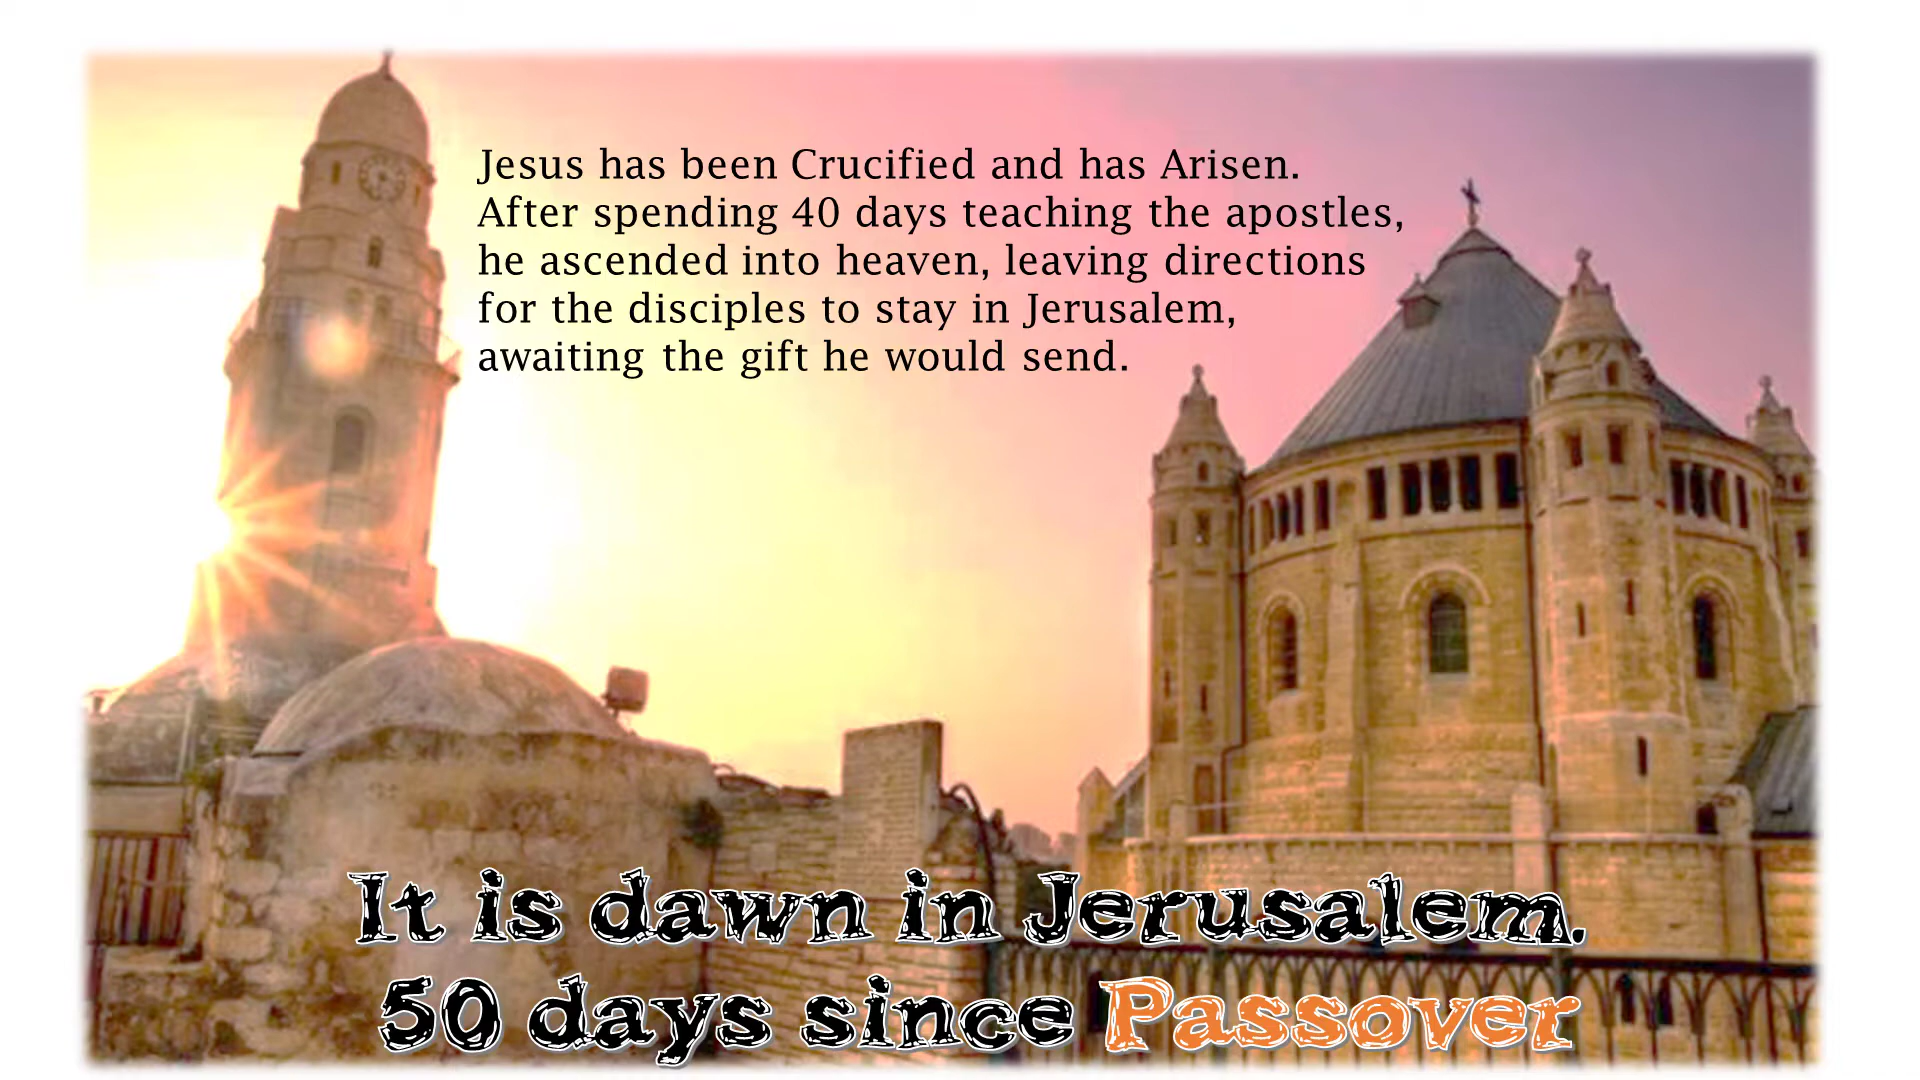 Jesus has been Crucified and has Arisen.
After spending 40 days teaching the apostles,
he ascended into heaven, leaving directions
for the disciples to stay in Jerusalem,
awaiting the gift he would send.
It is dawn in Jerusalem.
50 days since Passover